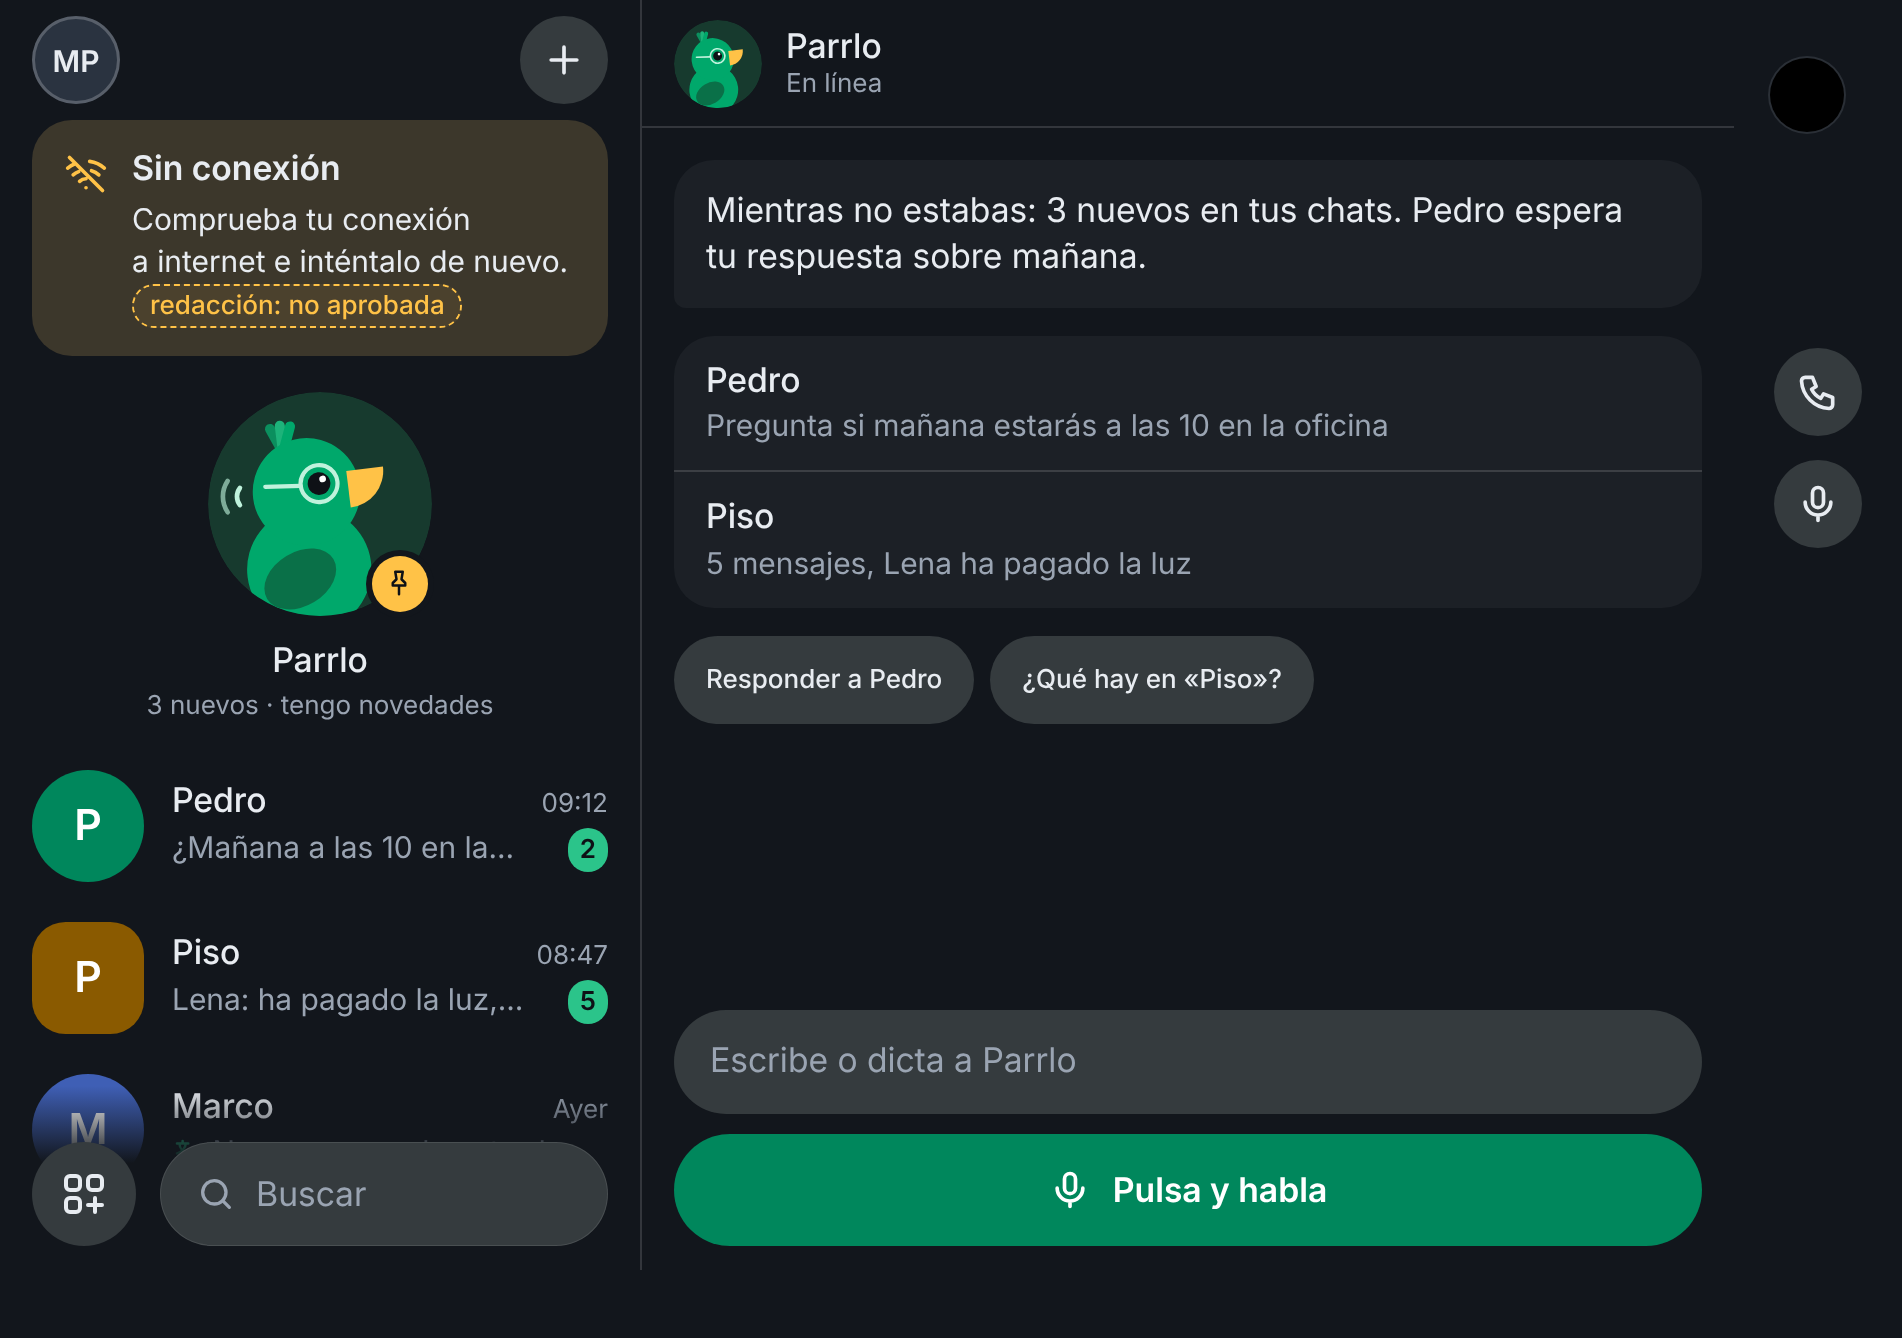 MP
Sin conexión
Comprueba tu conexión
a internet e inténtalo de nuevo.
redacción: no aprobada
Parrlo
3 nuevos · tengo novedades
P
Pedro
09:12
¿Mañana a las 10 en la...
2
P
Piso
08:47
Lena: ha pagado la luz,...
5
M
Marco
Ayer
Buscar
Parrlo
En línea
Mientras no estabas: 3 nuevos en tus chats. Pedro espera
tu respuesta sobre mañana.
Pedro
Pregunta si mañana estarás a las 10 en la oficina
Piso
5 mensajes, Lena ha pagado la luz
Responder a Pedro
¿Qué hay en «Piso»?
Escribe o dicta a Parrlo
Pulsa y habla